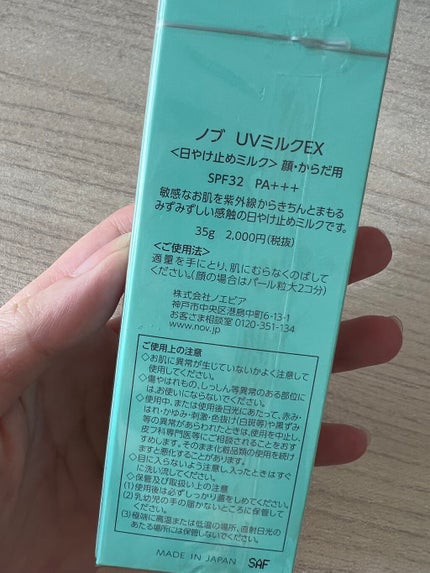 ノブ UVミルクEX
<日やけ止めミルク> 顔・からだ用
SPF32 PA+++
敏感なお肌を紫外線からきちんとまもる
みずみずしい感触の日やけ止めミルクです。
35g 2,000円(税抜)
<ご使用法>
適量を手にとり、肌にむらなくのばして
ください。(顔の場合はパール粒大2コ分)
株式会社ノエビア
神戸市中央区港島中町6-13-1
お客さま相談室 0120-351-134
www.nov.jp
ご使用上の注意
◇お肌に異常が生じていないかよく注意して
使用してください。
◇傷やはれもの、しっしん等異常のある部位に
は、お使いにならないでください。
◇使用中、または使用後日光にあたって、赤み・
はれ・かゆみ・刺激・色抜け(白斑等)や黒ずみ
等の異常があらわれたときは、使用を中止し、
皮フ科専門医等にご相談されることをおす
すめします。そのまま化粧品類の使用を続け
ますと悪化することがあります。
◇目に入らないよう注意し、入ったときはすぐ
に洗い流してください。
◇保管及び取扱い上の注意
(1)使用後は必ずしっかり蓋をしめてください。
(2)乳幼児の手の届かないところに保管して
ください。
(3)極端に高温または低温の場所、直射日光の
あたる場所には保管しないでください。
MADE IN JAPAN SAF